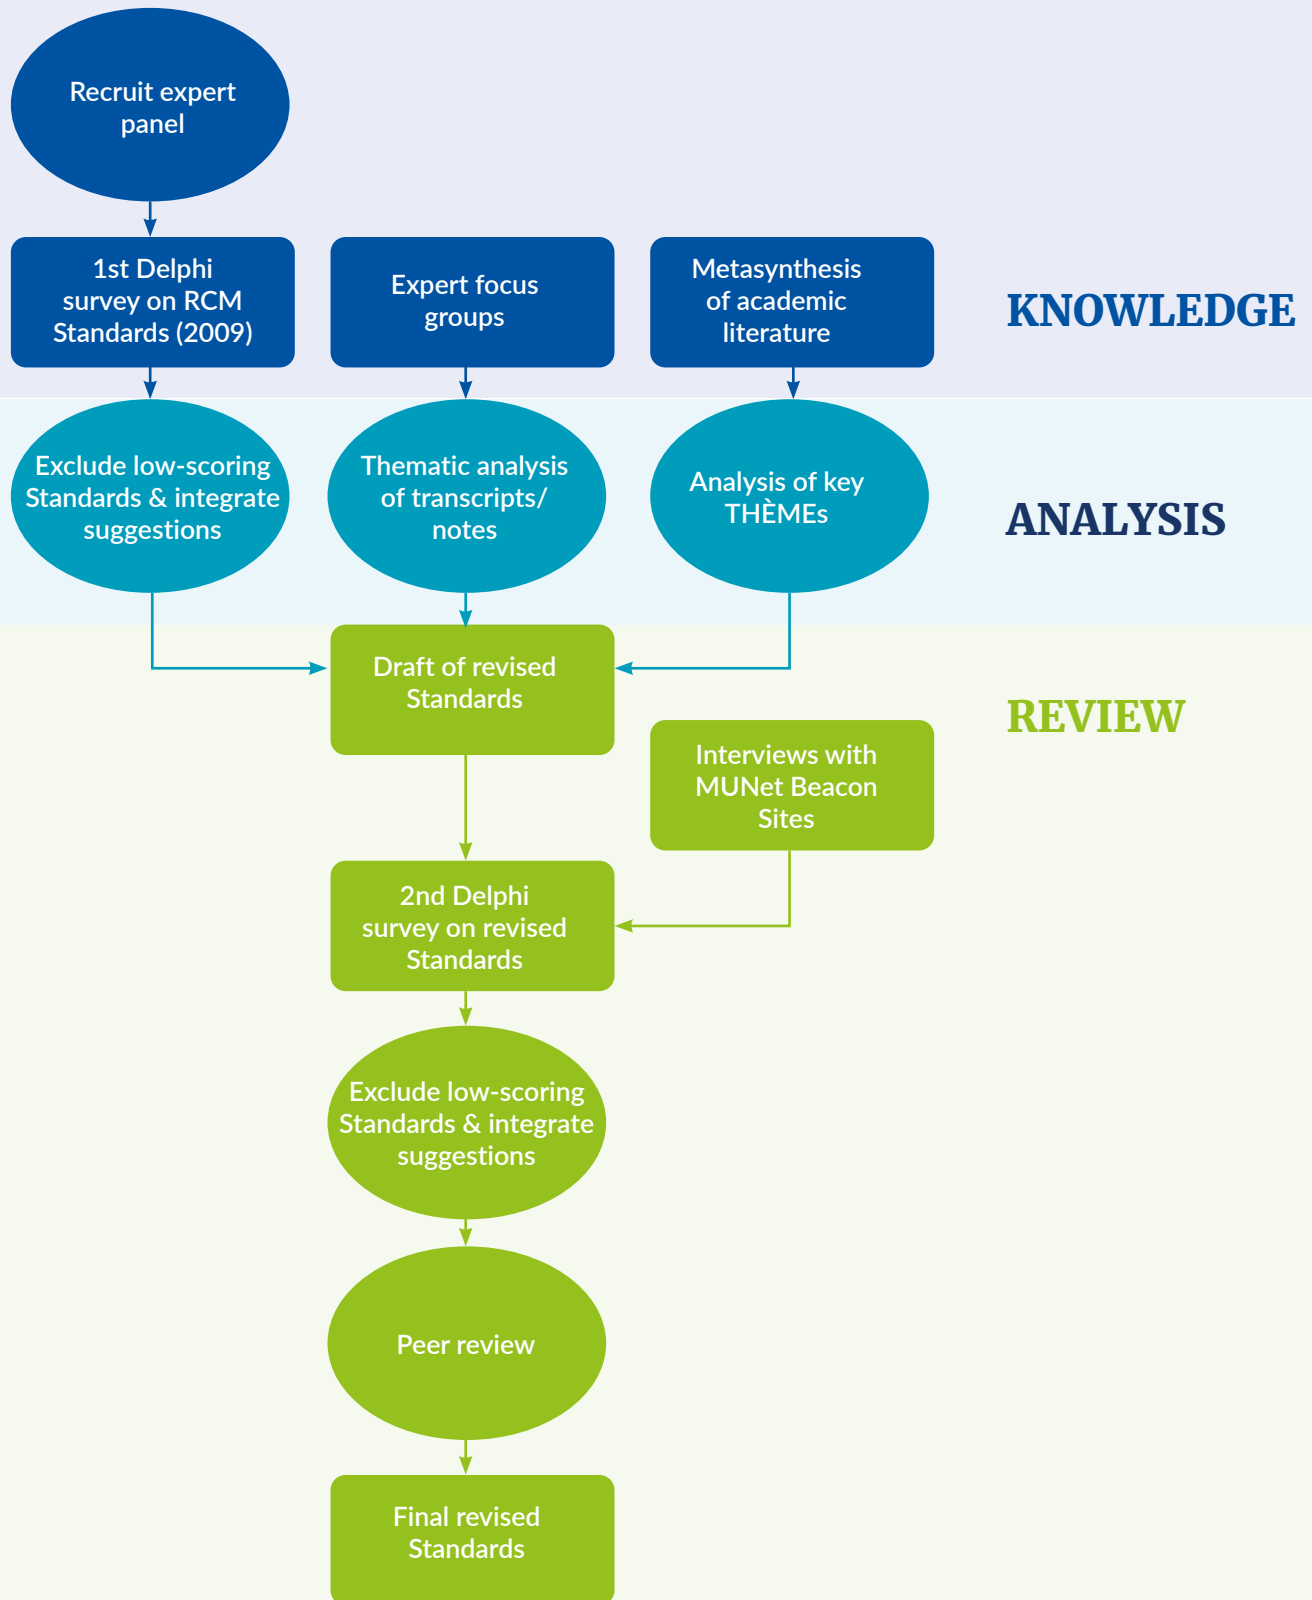 Recruit expert
panel
1st Delphi
survey on RCM
Standards (2009)
Expert focus
groups
Metasynthesis
of academic
literature
KNOWLEDGE
Exclude low-scoring
Standards & integrate
suggestions
Thematic analysis
of transcripts/
notes
Analysis of key
THÈMEs
ANALYSIS
Draft of revised
Standards
REVIEW
Interviews with
MUNet Beacon
Sites
2nd Delphi
survey on revised
Standards
Exclude low-scoring
Standards & integrate
suggestions
Peer review
Final revised
Standards